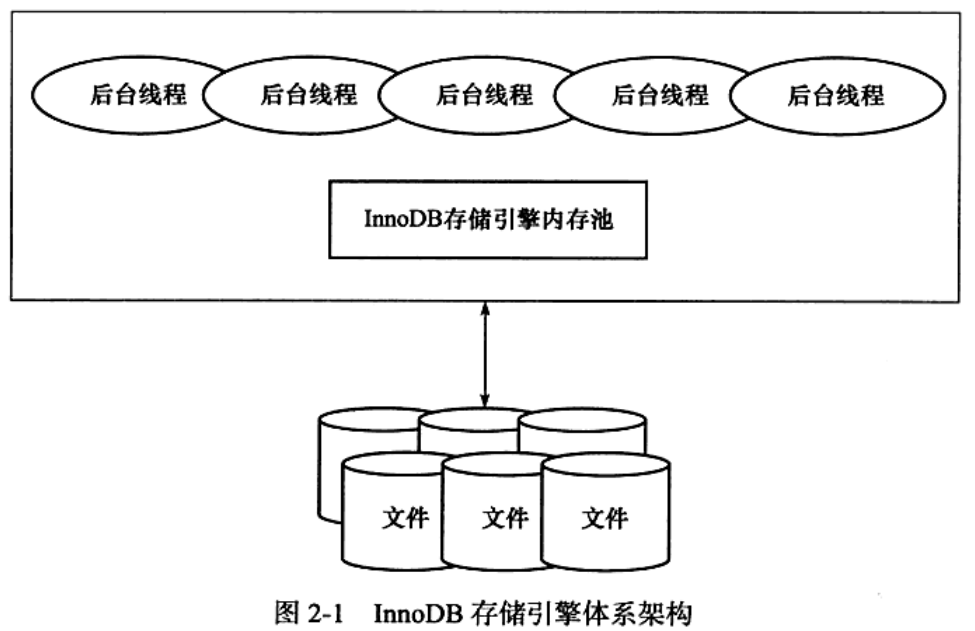 后台线程 后台线程 后台线程 后台线程 后台线程
InnoDB存储引擎内存池
文件 文件 文件
图 2-1 InnoDB 存储引擎体系架构